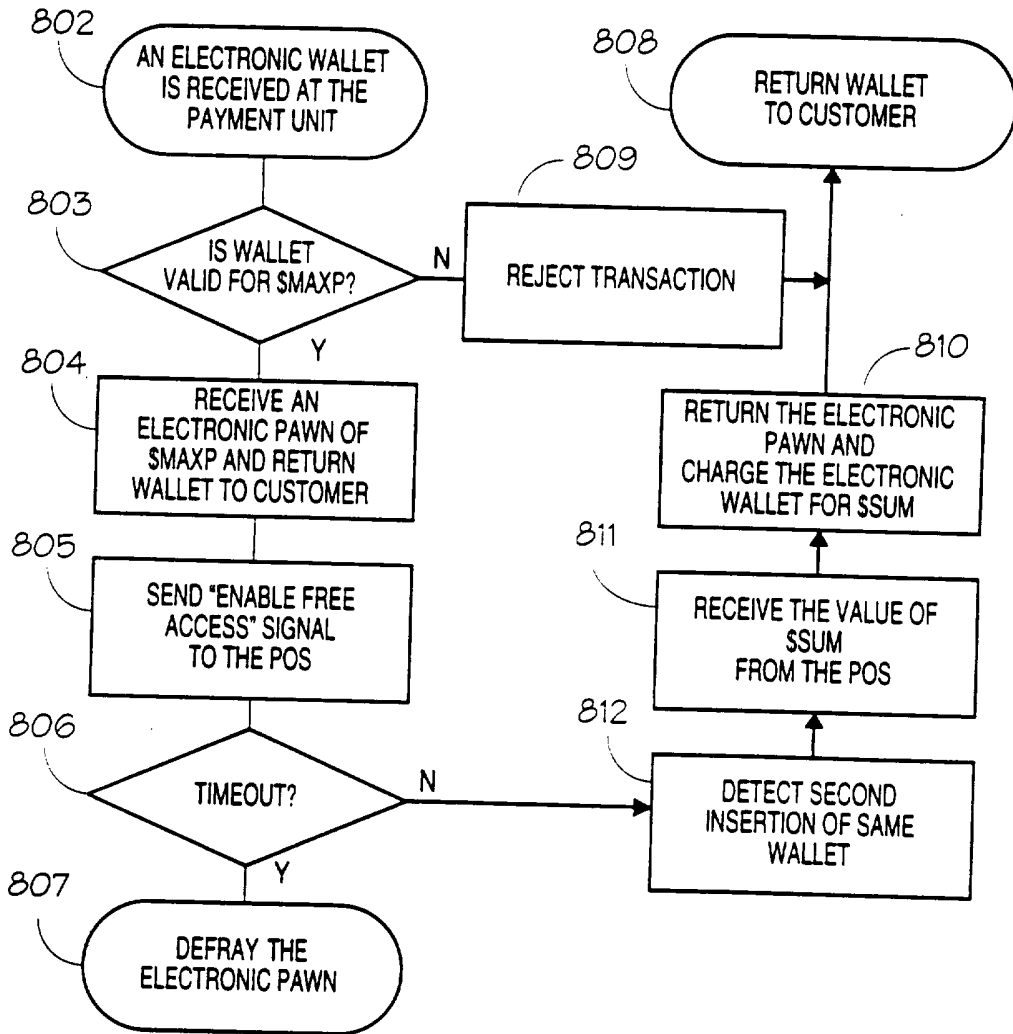 802
AN ELECTRONIC WALLET
IS RECEIVED AT THE
PAYMENT UNIT
808
RETURN WALLET
TO CUSTOMER
803
IS WALLET
VALID FOR $MAXP?
N
Y
809
REJECT TRANSACTION
804
RECEIVE AN
ELECTRONIC PAWN OF
$MAXP AND RETURN
WALLET TO CUSTOMER
810
RETURN THE ELECTRONIC
PAWN AND
CHARGE THE ELECTRONIC
WALLET FOR $SUM
805
SEND "ENABLE FREE
ACCESS" SIGNAL
TO THE POS
811
RECEIVE THE VALUE OF
$SUM
FROM THE POS
806
TIMEOUT?
N
Y
812
DETECT SECOND
INSERTION OF SAME
WALLET
807
DEFRAY THE
ELECTRONIC PAWN